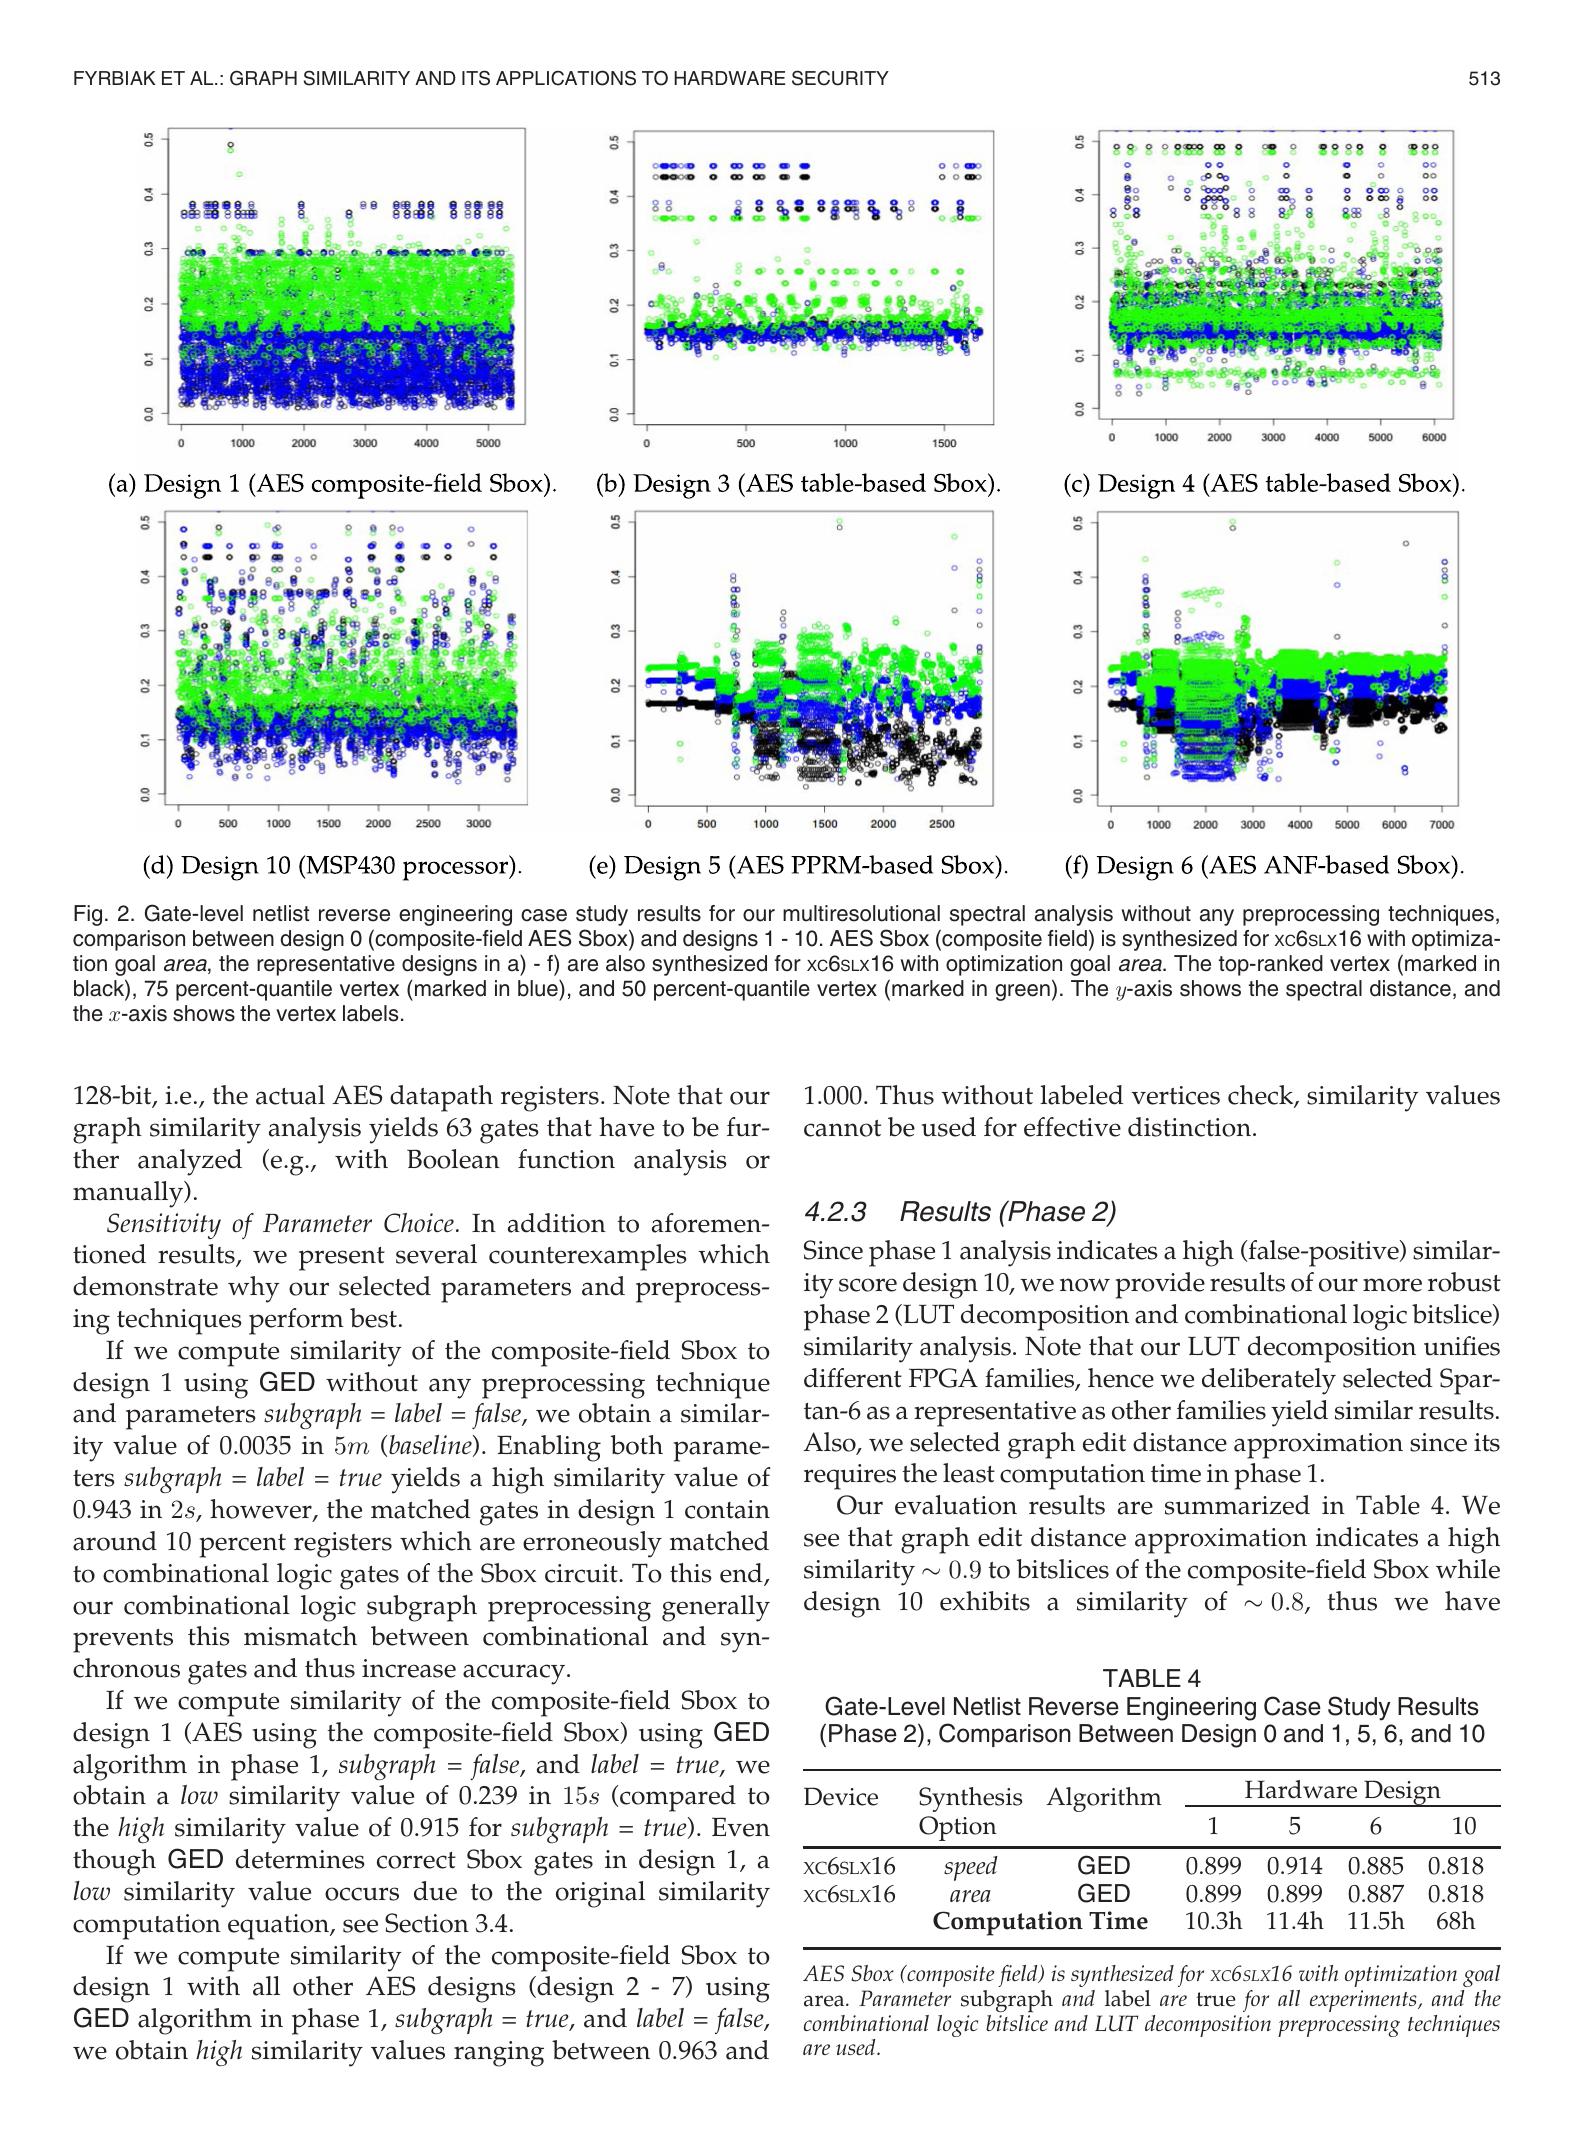 FYRBIAK ET AL.: GRAPH SIMILARITY AND ITS APPLICATIONS TO HARDWARE SECURITY 513
0.0 0.1 0.2 0.3 0.4 0.5
0 1000 2000 3000 4000 5000
(a) Design 1 (AES composite-field Sbox).
0.0 0.1 0.2 0.3 0.4 0.5
0 500 1000 1500
(b) Design 3 (AES table-based Sbox).
0.0 0.1 0.2 0.3 0.4 0.5
0 1000 2000 3000 4000 5000 6000
(c) Design 4 (AES table-based Sbox).
0.0 0.1 0.2 0.3 0.4 0.5
0 500 1000 1500 2000 2500 3000
(d) Design 10 (MSP430 processor).
0.0 0.1 0.2 0.3 0.4 0.5
0 500 1000 1500 2000 2500
(e) Design 5 (AES PPRM-based Sbox).
0.0 0.1 0.2 0.3 0.4 0.5
0 1000 2000 3000 4000 5000 6000 7000
(f) Design 6 (AES ANF-based Sbox).
Fig. 2. Gate-level netlist reverse engineering case study results for our multiresolutional spectral analysis without any preprocessing techniques,
comparison between design 0 (composite-field AES Sbox) and designs 1 - 10. AES Sbox (composite field) is synthesized for XC6SLX16 with optimiza-
tion goal area, the representative designs in a) - f) are also synthesized for XC6SLX16 with optimization goal area. The top-ranked vertex (marked in
black), 75 percent-quantile vertex (marked in blue), and 50 percent-quantile vertex (marked in green). The y-axis shows the spectral distance, and
the x-axis shows the vertex labels.
128-bit, i.e., the actual AES datapath registers. Note that our
graph similarity analysis yields 63 gates that have to be fur-
ther analyzed (e.g., with Boolean function analysis or
manually).
Sensitivity of Parameter Choice. In addition to aforemen-
tioned results, we present several counterexamples which
demonstrate why our selected parameters and preprocess-
ing techniques perform best.
If we compute similarity of the composite-field Sbox to
design 1 using GED without any preprocessing technique
and parameters subgraph = label = false, we obtain a similar-
ity value of 0.0035 in 5m (baseline). Enabling both parame-
ters subgraph = label = true yields a high similarity value of
0.943 in 2s, however, the matched gates in design 1 contain
around 10 percent registers which are erroneously matched
to combinational logic gates of the Sbox circuit. To this end,
our combinational logic subgraph preprocessing generally
prevents this mismatch between combinational and syn-
chronous gates and thus increase accuracy.
If we compute similarity of the composite-field Sbox to
design 1 (AES using the composite-field Sbox) using GED
algorithm in phase 1, subgraph = false, and label = true, we
obtain a low similarity value of 0.239 in 15s (compared to
the high similarity value of 0.915 for subgraph = true). Even
though GED determines correct Sbox gates in design 1, a
low similarity value occurs due to the original similarity
computation equation, see Section 3.4.
If we compute similarity of the composite-field Sbox to
design 1 with all other AES designs (design 2 - 7) using
GED algorithm in phase 1, subgraph = true, and label = false,
we obtain high similarity values ranging between 0.963 and
1.000. Thus without labeled vertices check, similarity values
cannot be used for effective distinction.
4.2.3 Results (Phase 2)
Since phase 1 analysis indicates a high (false-positive) similar-
ity score design 10, we now provide results of our more robust
phase 2 (LUT decomposition and combinational logic bitslice)
similarity analysis. Note that our LUT decomposition unifies
different FPGA families, hence we deliberately selected Spar-
tan-6 as a representative as other families yield similar results.
Also, we selected graph edit distance approximation since its
requires the least computation time in phase 1.
Our evaluation results are summarized in Table 4. We
see that graph edit distance approximation indicates a high
similarity ∼ 0.9 to bitslices of the composite-field Sbox while
design 10 exhibits a similarity of ∼ 0.8, thus we have
TABLE 4
Gate-Level Netlist Reverse Engineering Case Study Results
(Phase 2), Comparison Between Design 0 and 1, 5, 6, and 10
Device Synthesis Algorithm Hardware Design
Option 1 5 6 10
XC6SLX16 speed GED 0.899 0.914 0.885 0.818
XC6SLX16 area GED 0.899 0.899 0.887 0.818
Computation Time 10.3h 11.4h 11.5h 68h
AES Sbox (composite field) is synthesized for XC6SLX16 with optimization goal
area. Parameter subgraph and label are true for all experiments, and the
combinational logic bitslice and LUT decomposition preprocessing techniques
are used.